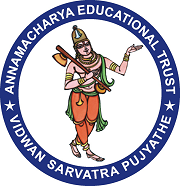 ANNAMACHARYA EDUCATIONAL TRUST
VIDWAN SARVATRA PUJYATHE